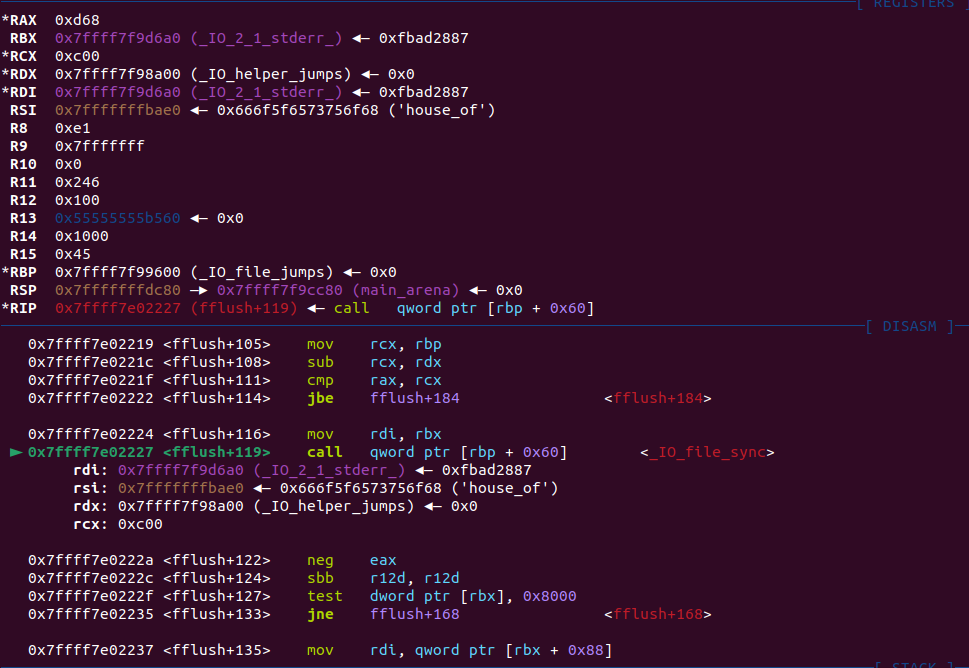 [ REGISTERS ]
*RAX 0xd68
RBX 0x7ffff7f9d6a0 (_IO_2_1_stderr_) ◂— 0xfbad2887
*RCX 0xc00
*RDX 0x7ffff7f98a00 (_IO_helper_jumps) ◂— 0x0
*RDI 0x7ffff7f9d6a0 (_IO_2_1_stderr_) ◂— 0xfbad2887
RSI 0x7fffffffbae0 ◂— 0x666f5f6573756f68 ('house_of')
R8 0xe1
R9 0x7fffffff
R10 0x0
R11 0x246
R12 0x100
R13 0x55555555b560 ◂— 0x0
R14 0x1000
R15 0x45
*RBP 0x7ffff7f99600 (_IO_file_jumps) ◂— 0x0
RSP 0x7fffffffdc80 —▸ 0x7ffff7f9cc80 (main_arena) ◂— 0x0
*RIP 0x7ffff7e02227 (fflush+119) ◂— call qword ptr [rbp + 0x60]
[ DISASM ]
0x7ffff7e02219 <fflush+105> mov rcx, rbp
0x7ffff7e0221c <fflush+108> sub rcx, rdx
0x7ffff7e0221f <fflush+111> cmp rax, rcx
0x7ffff7e02222 <fflush+114> jbe fflush+184 <fflush+184>
0x7ffff7e02224 <fflush+116> mov rdi, rbx
► 0x7ffff7e02227 <fflush+119> call qword ptr [rbp + 0x60] <_IO_file_sync>
rdi: 0x7ffff7f9d6a0 (_IO_2_1_stderr_) ◂— 0xfbad2887
rsi: 0x7fffffffbae0 ◂— 0x666f5f6573756f68 ('house_of')
rdx: 0x7ffff7f98a00 (_IO_helper_jumps) ◂— 0x0
rcx: 0xc00
0x7ffff7e0222a <fflush+122> neg eax
0x7ffff7e0222c <fflush+124> sbb r12d, r12d
0x7ffff7e0222f <fflush+127> test dword ptr [rbx], 0x8000
0x7ffff7e02235 <fflush+133> jne fflush+168 <fflush+168>
0x7ffff7e02237 <fflush+135> mov rdi, qword ptr [rbx + 0x88]
[ STACK ]